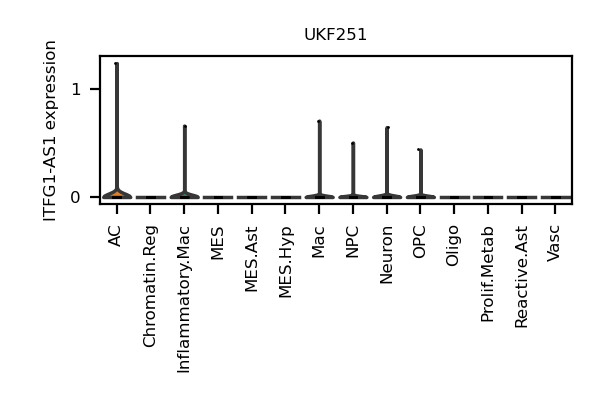 UKF251
ITFG1-AS1 expression
1
0
AC
Chromatin.Reg
Inflammatory.Mac
MES
MES.Ast
MES.Hyp
Mac
NPC
Neuron
OPC
Oligo
Prolif.Metab
Reactive.Ast
Vasc